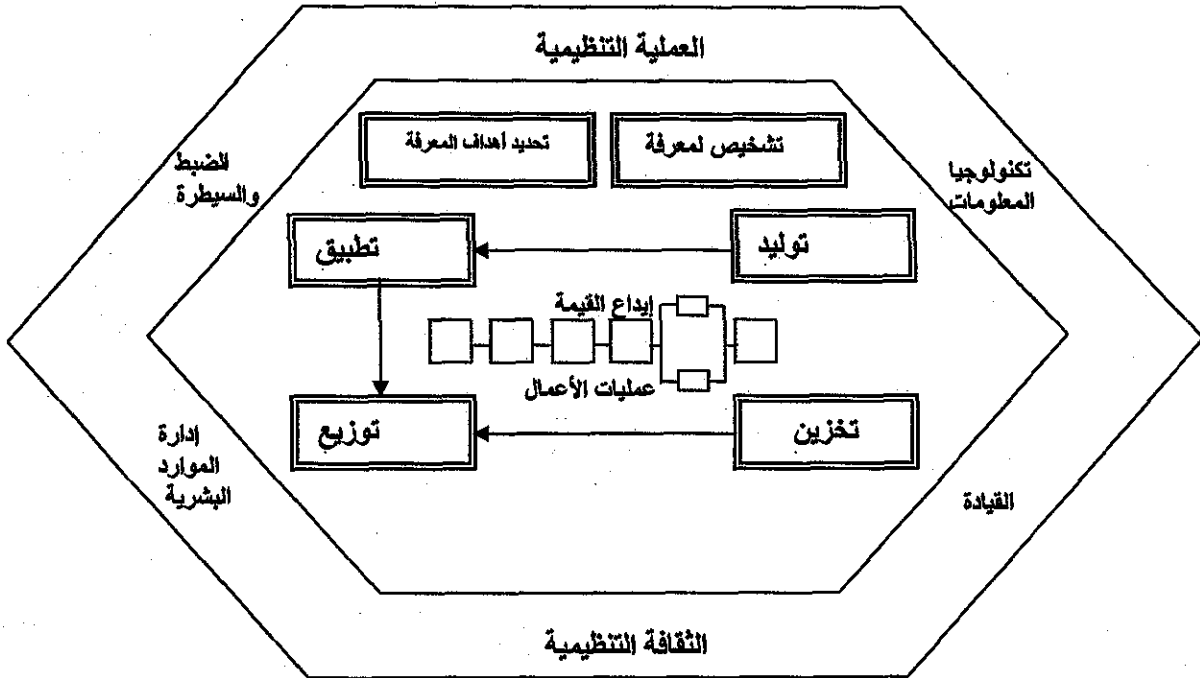 العملية التنظيمية
تشخيص لمعرفة
تحديد أهداف المعرفة
تكنولوجيا
المعلومات
الضبط
والسيطرة
توليد
تطبيق
إبداع القيمة
عمليات الأعمال
تخزين
توزيع
إدارة
الموارد
البشرية
القيادة
الثقافة التنظيمية